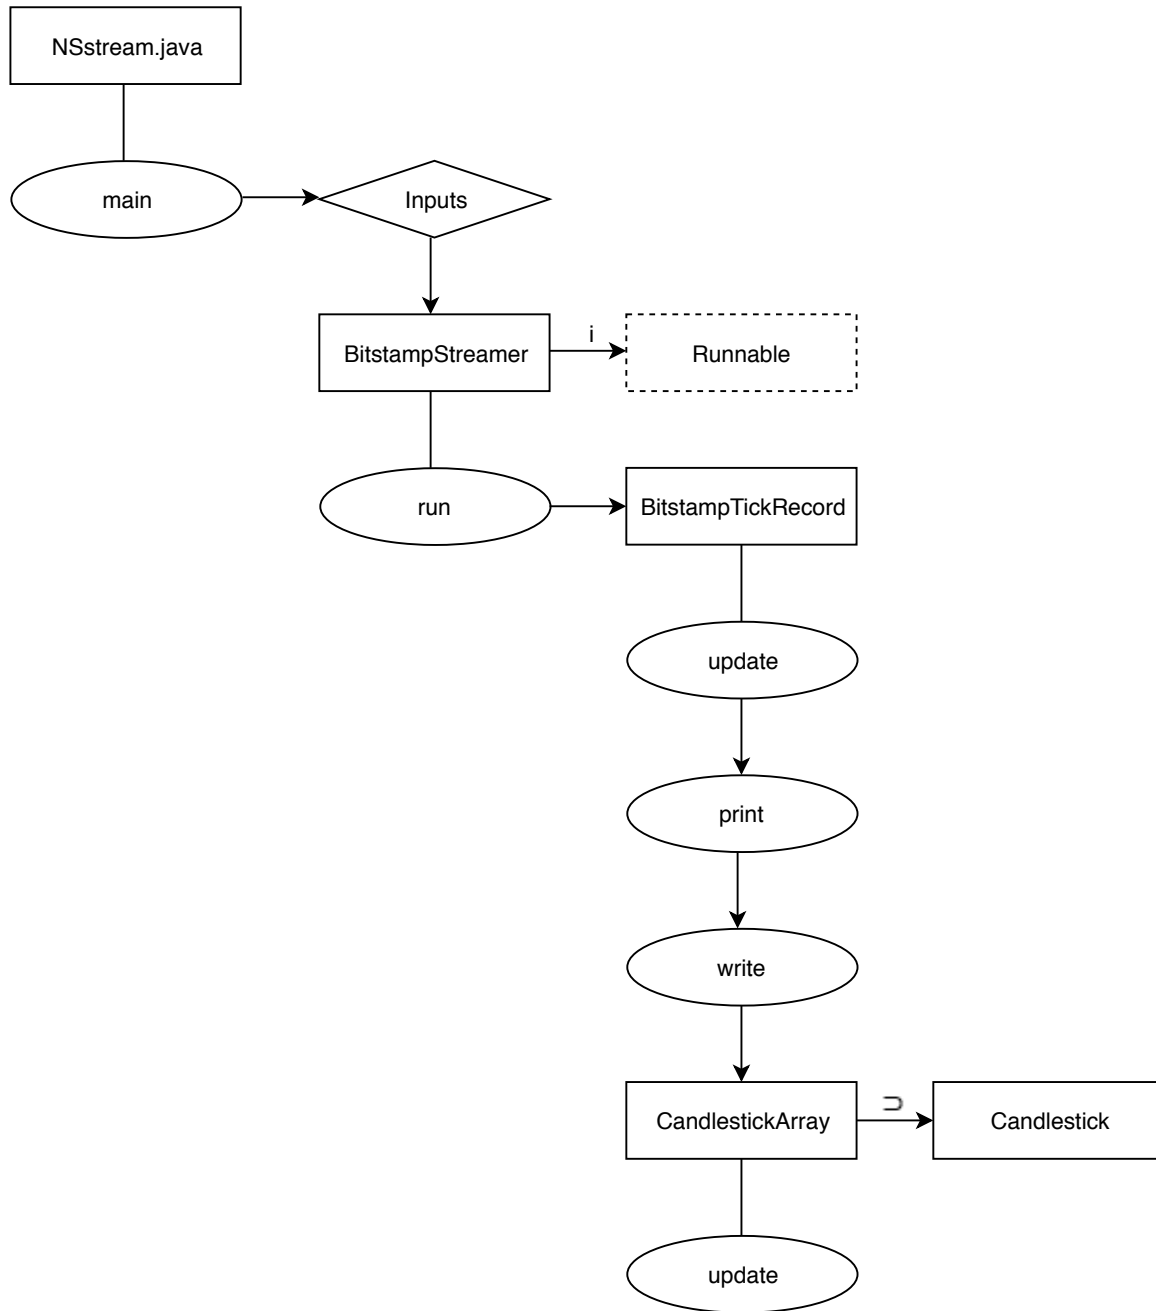 NSstream.java
main
Inputs
BitstampStreamer
i
Runnable
run
BitstampTickRecord
update
print
write
CandlestickArray
⊃
Candlestick
update